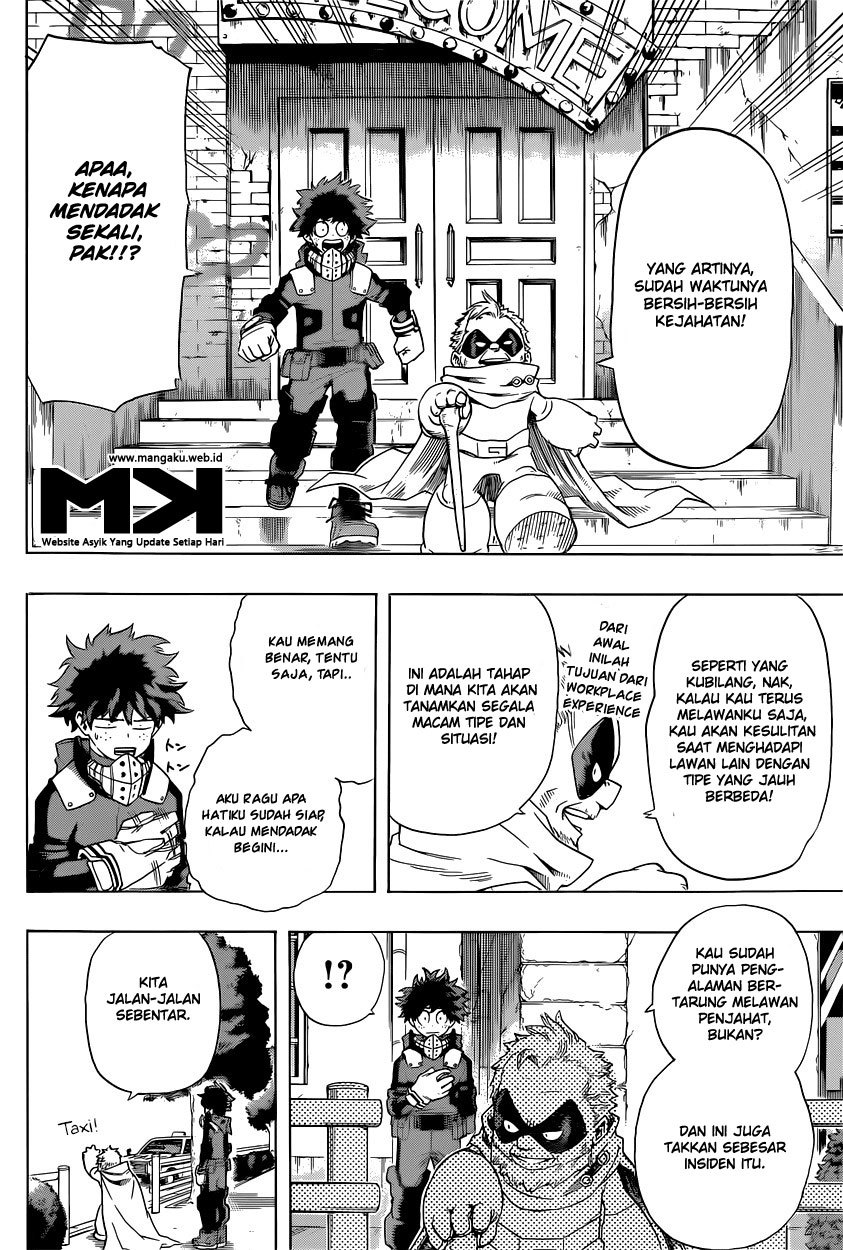 COME!
YANG ARTINYA,
SUDAH WAKTUNYA
BERSIH-BERSIH
KEJAHATAN!
APAA,
KENAPA
MENDADAK
SEKALI,
PAK!!?
www.mangaku.web.id
MK
Website Asyik Yang Update Setiap Hari
SEPERTI YANG
KUBILANG, NAK,
KALAU KAU TERUS
MELAWANKU SAJA,
KAU AKAN KESULITAN
SAAT MENGHADAPI
LAWAN LAIN DENGAN
TIPE YANG JAUH
BERBEDA!
DARI
AWAL
INILAH
TUJUAN DARI
WORKPLACE
EXPERIENCE
INI ADALAH TAHAP
DI MANA KITA AKAN
TANAMKAN SEGALA
MACAM TIPE DAN
SITUASI!
KAU MEMANG
BENAR, TENTU
SAJA, TAPI..
トン
トン
AKU RAGU APA
HATIKU SUDAH SIAP,
KALAU MENDADAK
BEGINI...
KAU SUDAH
PUNYA PENG-
ALAMAN BER-
TARUNG MELAWAN
PENJAHAT,
BUKAN?
!?
DAN INI JUGA
TAKKAN SEBESAR
INSIDEN ITU.
KITA
JALAN-JALAN
SEBENTAR.
Taxi!